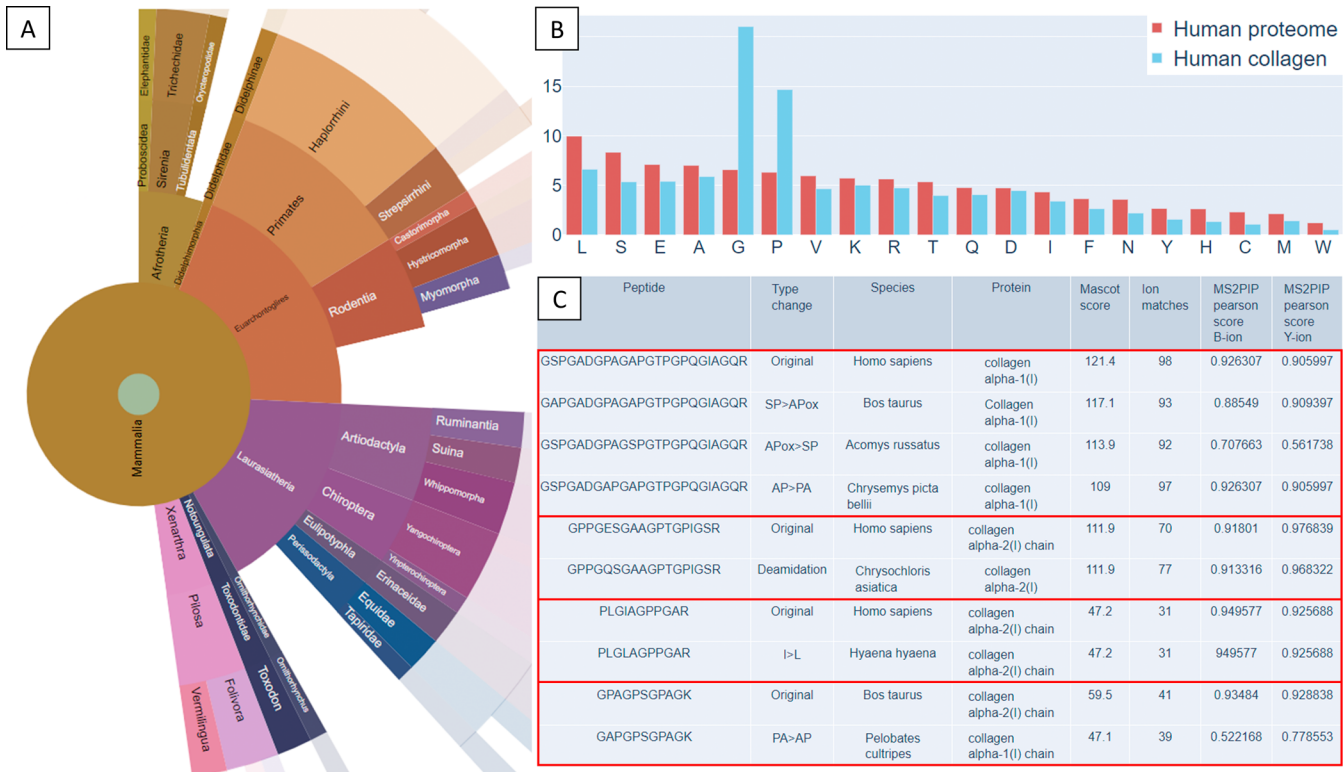 A
Elephantidae
Trichechidae
Orycteropodidae
Proboscidea
Sirenia
Tubulidentata
Afrotheria
Didelphinae
Didelphidae
Didelphimorphia
Haplorrhini
Primates
Strepsirrhini
Castorimorpha
Hystricomorpha
Myomorpha
Rodentia
Euarchontoglires
Mammalia
Laurasiatheria
Artiodactyla
Ruminantia
Suina
Whippomorpha
Chiroptera
Yangochiroptera
Yinpterochiroptera
Eulipotyphla
Erinaceidae
Perissodactyla
Equidae
Tapiridae
Ornithorhynchidae
Ornithorhynchus
Notoungulata
Toxodontidae
Toxodon
Xenarthra
Pilosa
Folivora
Vermilingua
B
Human proteome
Human collagen
15
10
5
0
L S E A G P V K R T Q D I F N Y H C M W
C
Peptide Type change Species Protein Mascot score Ion matches MS2PIP pearson score B-ion MS2PIP pearson score Y-ion
GSPGADGPAGAPGTPGPQGIAGQR Original Homo sapiens collagen alpha-1(I) 121.4 98 0.926307 0.905997
GAPGADGPAGAPGTPGPQGIAGQR SP>APox Bos taurus Collagen alpha-1(I) 117.1 93 0.88549 0.909397
GSPGADGPAGSPGTPGPQGIAGQR APox>SP Acomys russatus collagen alpha-1(I) 113.9 92 0.707663 0.561738
GSPGADGAPGAPGTPGPQGIAGQR AP>PA Chrysemys picta bellii collagen alpha-1(I) 109 97 0.926307 0.905997
GPPGESGAAGPTGPIGSR Original Homo sapiens collagen alpha-2(I) chain 111.9 70 0.91801 0.976839
GPPGQSGAAGPTGPIGSR Deamidation Chrysochloris asiatica collagen alpha-2(I) 111.9 77 0.913316 0.968322
PLGIAGPPGAR Original Homo sapiens collagen alpha-2(I) chain 47.2 31 0.949577 0.925688
PLGLAGPPGAR I>L Hyaena hyaena collagen alpha-2(I) chain 47.2 31 949577 0.925688
GPAGPSGPAGK Original Bos taurus collagen alpha-2(I) chain 59.5 41 0.93484 0.928838
GAPGPSGPAGK PA>AP Pelobates cultripes collagen alpha-1(I) chain 47.1 39 0.522168 0.778553